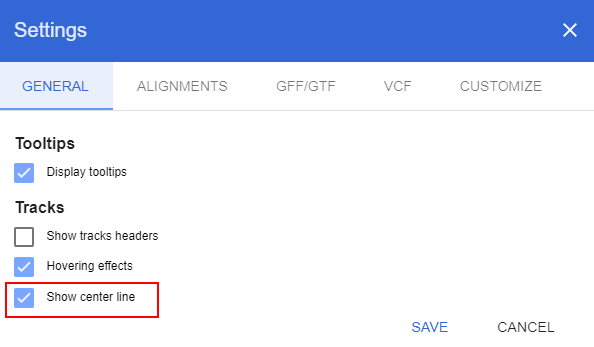 Settings
GENERAL ALIGNMENTS GFF/GTF VCF CUSTOMIZE
Tooltips
Display tooltips
Tracks
Show tracks headers
Hovering effects
Show center line
SAVE CANCEL